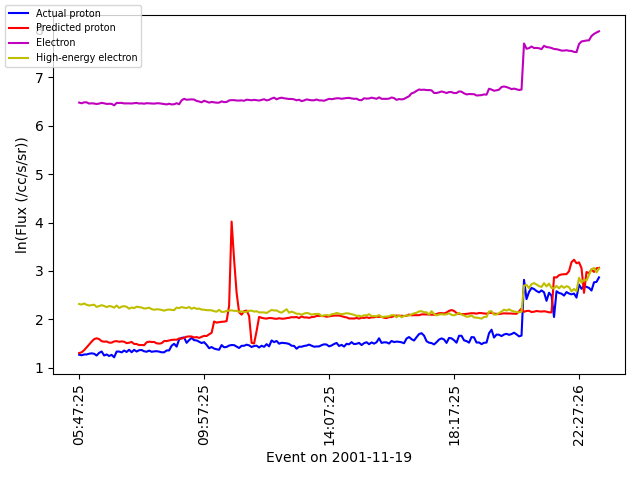 Actual proton
Predicted proton
Electron
High-energy electron
7
6
5
4
3
2
1
ln(Flux (/cc/s/sr))
05:47:25
09:57:25
14:07:25
18:17:25
22:27:26
Event on 2001-11-19